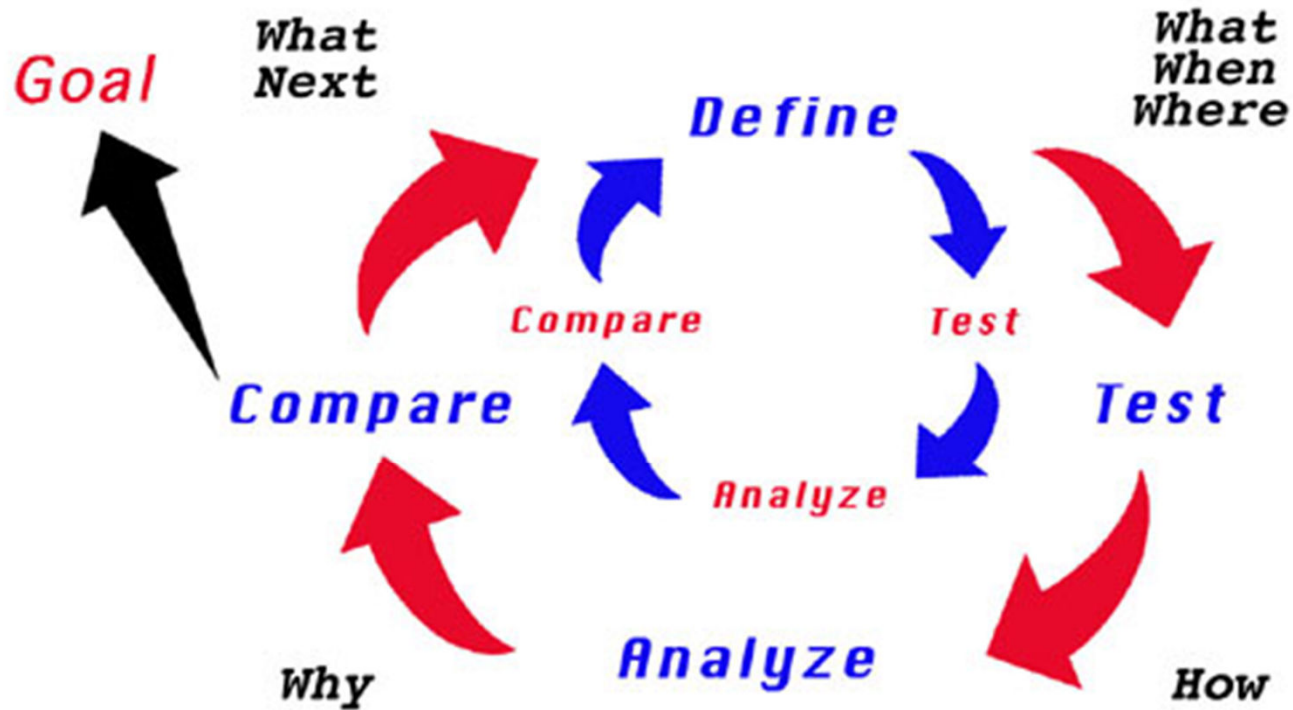 Goal
What
Next
What
When
Where
Define
Compare
Test
Compare
Test
Analyze
Analyze
Why
How